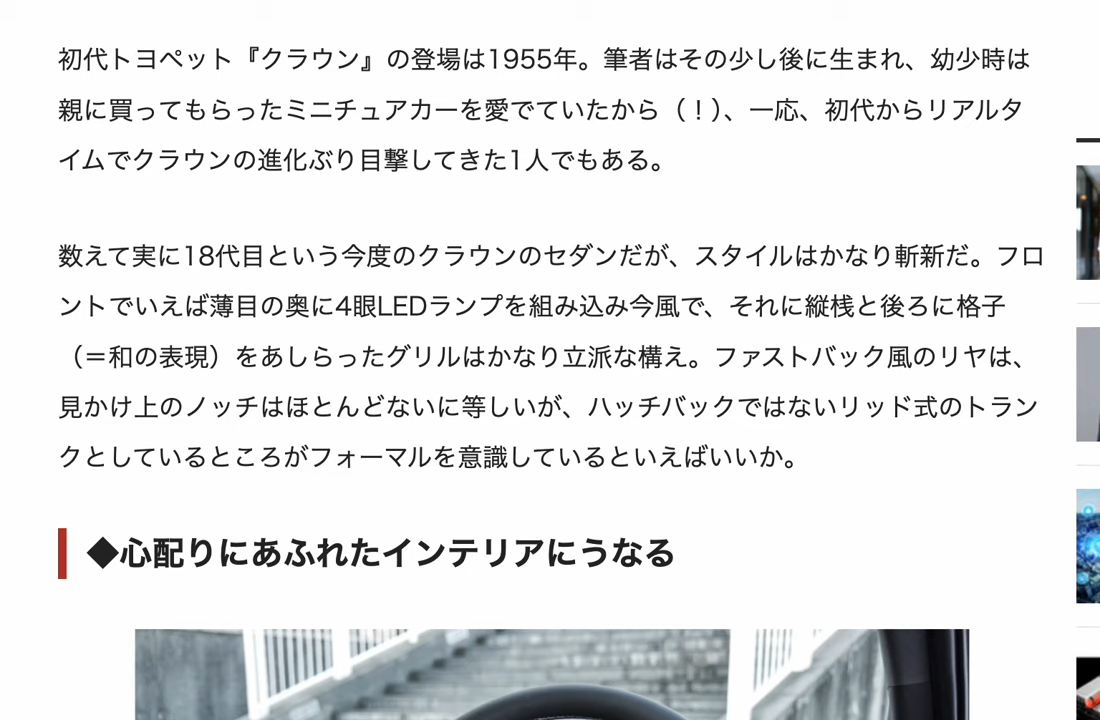 初代トヨペット『クラウン』の登場は1955年。筆者はその少し後に生まれ、幼少時は
親に買ってもらったミニチュアカーを愛でていたから（！）、一応、初代からリアルタ
イムでクラウンの進化ぶり目撃してきた1人でもある。
数えて実に18代目という今度のクラウンのセダンだが、スタイルはかなり斬新だ。フロ
ントでいえば薄目の奥に4眼LEDランプを組み込み今風で、それに縦桟と後ろに格子
（＝和の表現）をあしらったグリルはかなり立派な構え。ファストバック風のリヤは、
見かけ上のノッチはほとんどないに等しいが、ハッチバックではないリッド式のトラン
クとしているところがフォーマルを意識しているといえばいいか。
◆心配りにあふれたインテリアにうなる